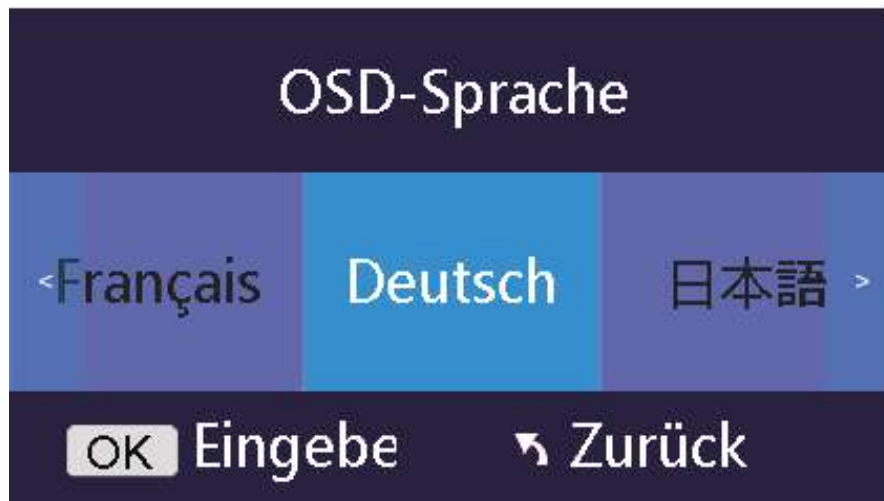 OSD-Sprache
< Français Deutsch 日本語 >
OK Eingebe Zurück